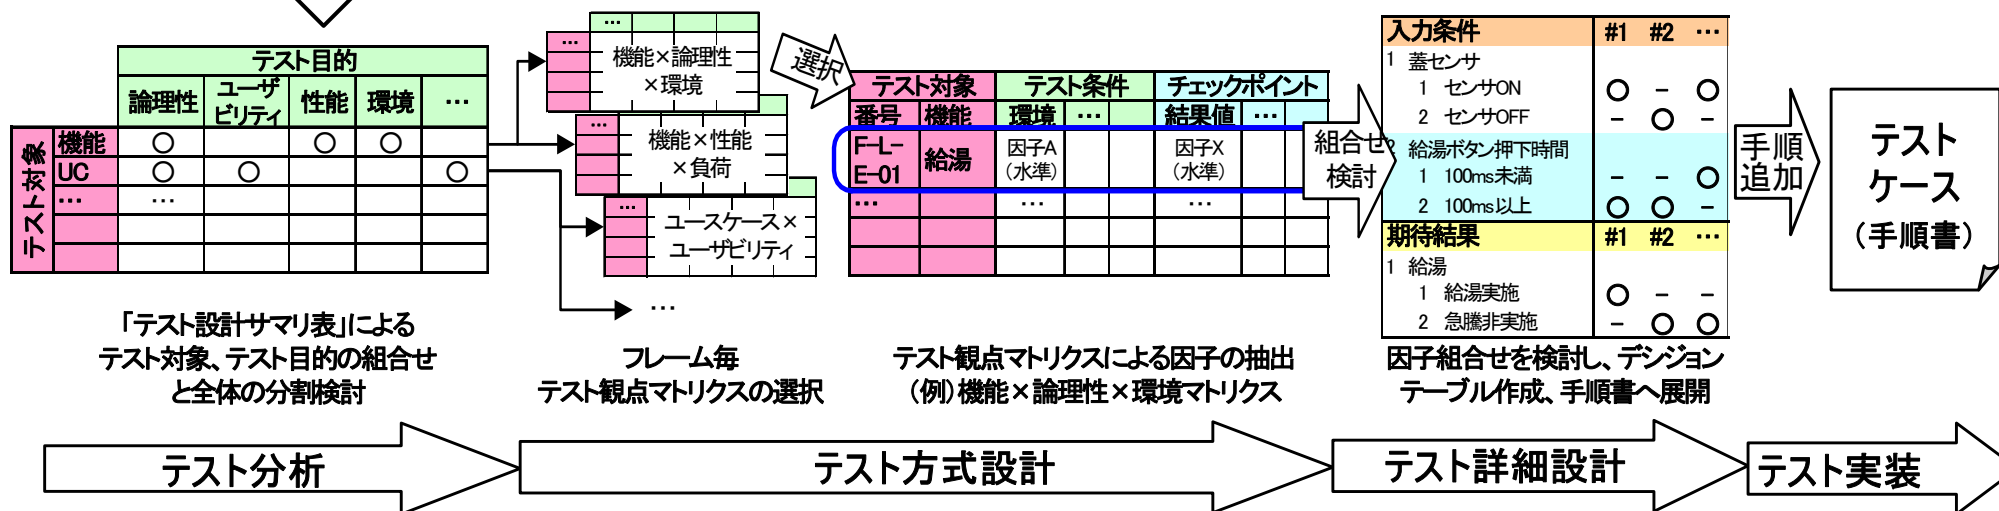 テスト目的
論理性 ユーザビリティ 性能 環境 …
テスト対象
機能 ○ ○ ○
UC ○ ○ ○
… …
「テスト設計サマリ表」による
テスト対象、テスト目的の組合せ
と全体の分割検討
…
…
機能×論理性
×環境
…
機能×性能
×負荷
…
ユースケース×
ユーザビリティ
…
フレーム毎
テスト観点マトリクスの選択
選択
テスト対象 テスト条件 チェックポイント
番号 機能 環境 … 結果値 …
F-L-
E-01
給湯
因子A
(水準)
因子X
(水準)
… … …
テスト観点マトリクスによる因子の抽出
(例)機能×論理性×環境マトリクス
組合せ
検討
入力条件 #1 #2 …
1 蓋センサ
1 センサON ○ - ○
2 センサOFF - ○ -
2 給湯ボタン押下時間
1 100ms未満 - - ○
2 100ms以上 ○ ○ -
期待結果 #1 #2 …
1 給湯
1 給湯実施 ○ - -
2 急騰非実施 - ○ ○
因子組合せを検討し、デシジョン
テーブル作成、手順書へ展開
手順
追加
テスト
ケース
(手順書)
テスト分析
テスト方式設計
テスト詳細設計
テスト実装